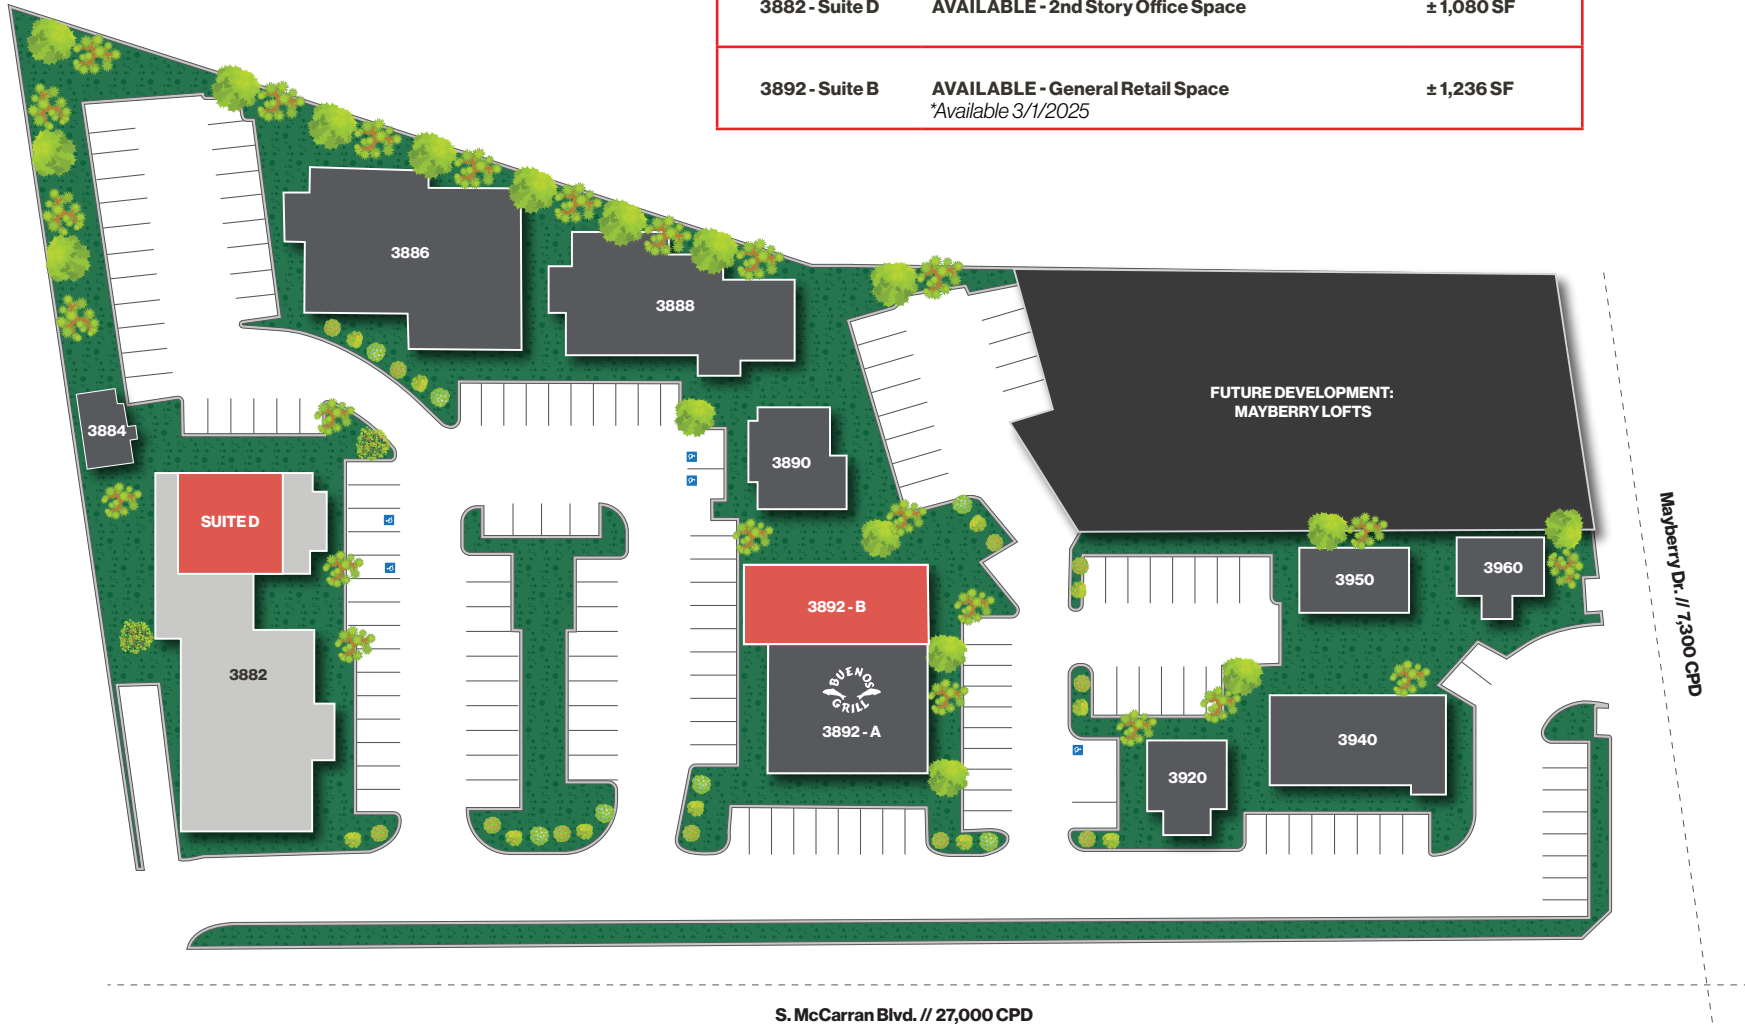 3882 - Suite D AVAILABLE - 2nd Story Office Space ± 1,080 SF
3892 - Suite B AVAILABLE - General Retail Space ± 1,236 SF
*Available 3/1/2025
3886
3888
FUTURE DEVELOPMENT:
MAYBERRY LOFTS
3884
3890
SUITE D
3950
3960
3892 - B
Mayberry Dr. // 7,300 CPD
3882
BUENOS
GRILL
3892 - A
3940
3920
S. McCarran Blvd. // 27,000 CPD